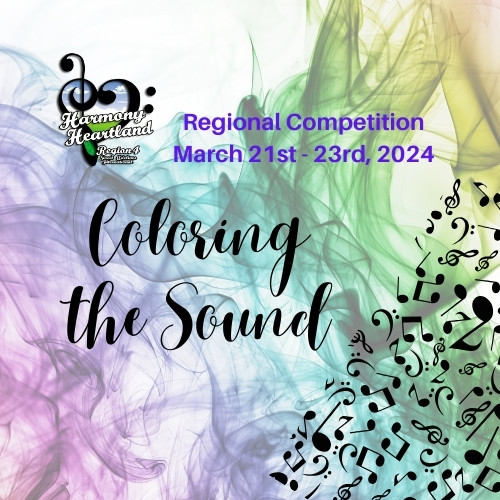 Harmony
Heartland
Region 4
Regional Competition
March 21st - 23rd, 2024
Coloring
the Sound